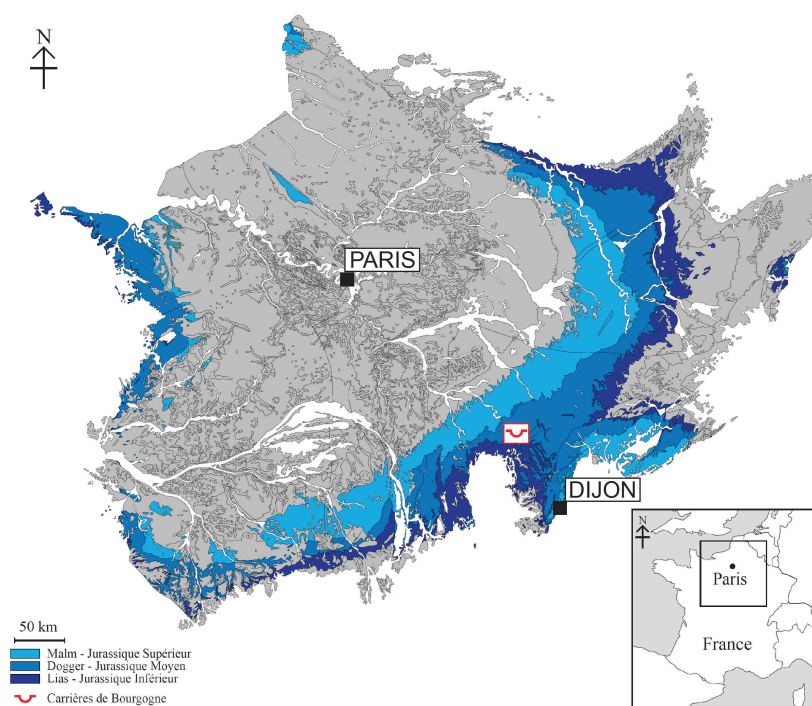 N
PARIS
DIJON
50 km
Malm - Jurassique Supérieur
Dogger - Jurassique Moyen
Lias - Jurassique Inférieur
Carrières de Bourgogne
N
Paris
France